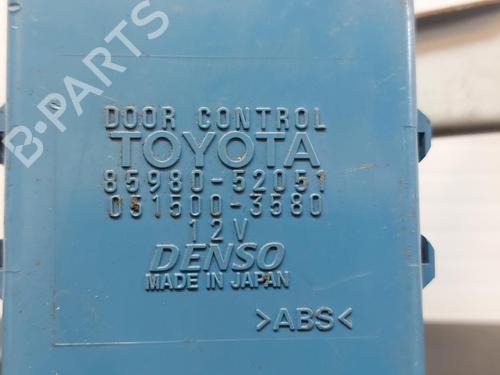 B-PARTS
DOOR CONTROL
TOYOTA
85980-52051
051500-3580
12V
DENSO
MADE IN JAPAN
>ABS<